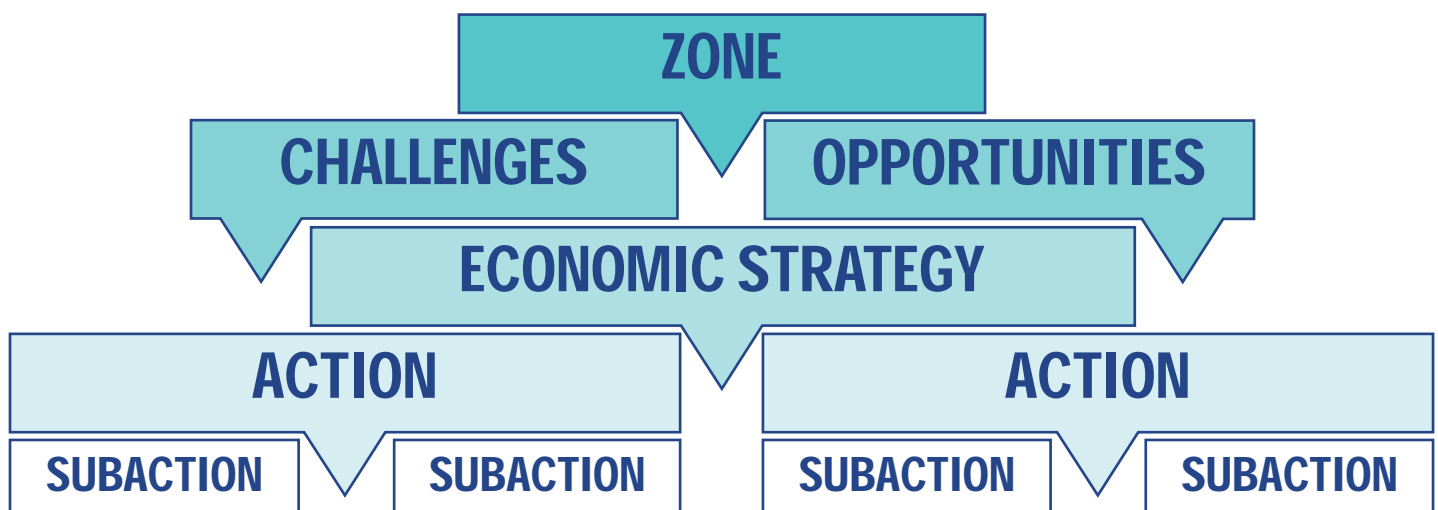 ZONE
CHALLENGES
OPPORTUNITIES
ECONOMIC STRATEGY
ACTION
ACTION
SUBACTION
SUBACTION
SUBACTION
SUBACTION